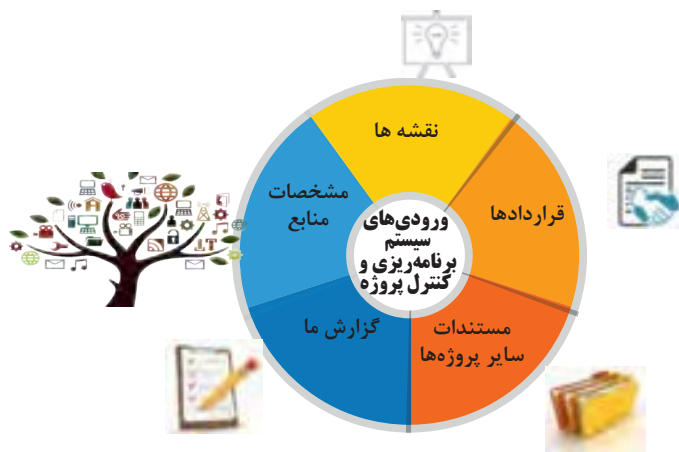 نقشه ها
قراردادها
مستندات
سایر پروژه‌ها
گزارش ما
مشخصات
منابع
ورودی‌های
سیستم
برنامه‌ریزی و
کنترل پروژه